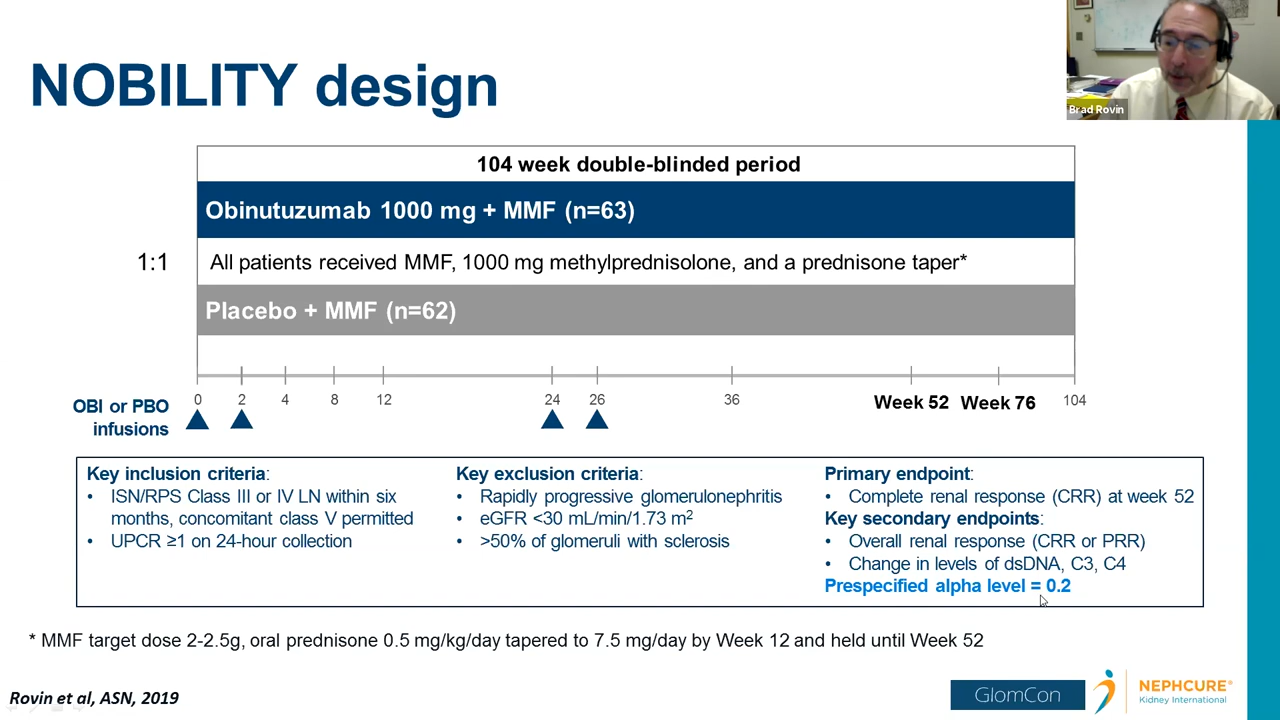 NOBILITY design
Brad Rovin
104 week double-blinded period
Obinutuzumab 1000 mg + MMF (n=63)
1:1
All patients received MMF, 1000 mg methylprednisolone, and a prednisone taper*
Placebo + MMF (n=62)
0 2 4 8 12 24 26 36 Week 52 Week 76 104
OBI or PBO
infusions
Key inclusion criteria:
• ISN/RPS Class III or IV LN within six
months, concomitant class V permitted
• UPCR ≥1 on 24-hour collection
Key exclusion criteria:
• Rapidly progressive glomerulonephritis
• eGFR <30 mL/min/1.73 m²
• >50% of glomeruli with sclerosis
Primary endpoint:
• Complete renal response (CRR) at week 52
Key secondary endpoints:
• Overall renal response (CRR or PRR)
• Change in levels of dsDNA, C3, C4
Prespecified alpha level = 0.2
* MMF target dose 2-2.5g, oral prednisone 0.5 mg/kg/day tapered to 7.5 mg/day by Week 12 and held until Week 52
Rovin et al, ASN, 2019
GlomCon
NEPHCURE®
Kidney International